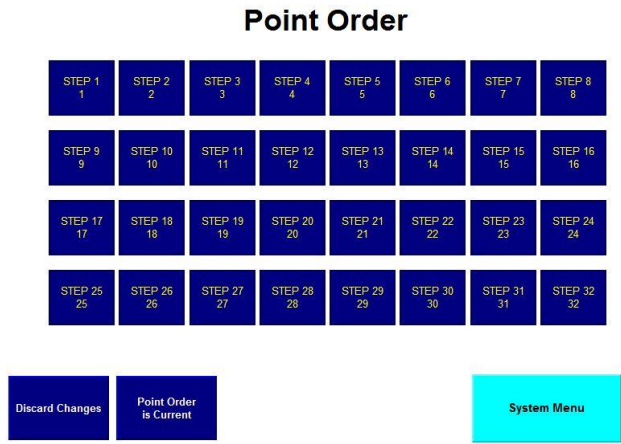 Point Order
STEP 1 STEP 2 STEP 3 STEP 4 STEP 5 STEP 6 STEP 7 STEP 8
1 2 3 4 5 6 7 8
STEP 9 STEP 10 STEP 11 STEP 12 STEP 13 STEP 14 STEP 15 STEP 16
9 10 11 12 13 14 15 16
STEP 17 STEP 18 STEP 19 STEP 20 STEP 21 STEP 22 STEP 23 STEP 24
17 18 19 20 21 22 23 24
STEP 25 STEP 26 STEP 27 STEP 28 STEP 29 STEP 30 STEP 31 STEP 32
25 26 27 28 29 30 31 32
Discard Changes
Point Order
is Current
System Menu